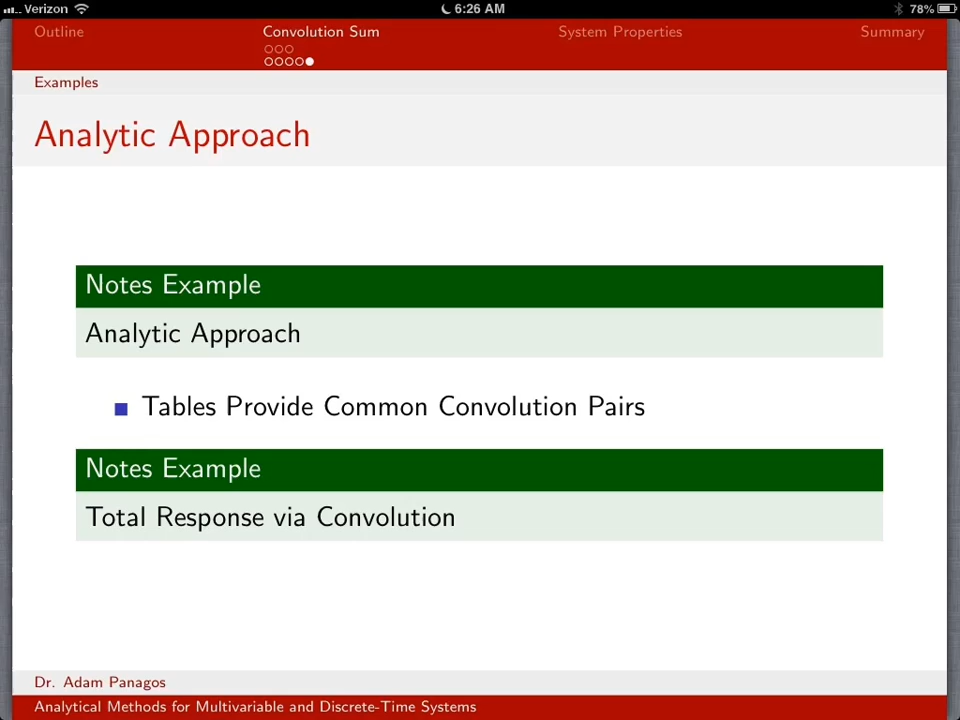 Verizon 6:26 AM 78%
Outline Convolution Sum System Properties Summary
Examples
Analytic Approach
Notes Example
Analytic Approach
Tables Provide Common Convolution Pairs
Notes Example
Total Response via Convolution
Dr. Adam Panagos
Analytical Methods for Multivariable and Discrete-Time Systems